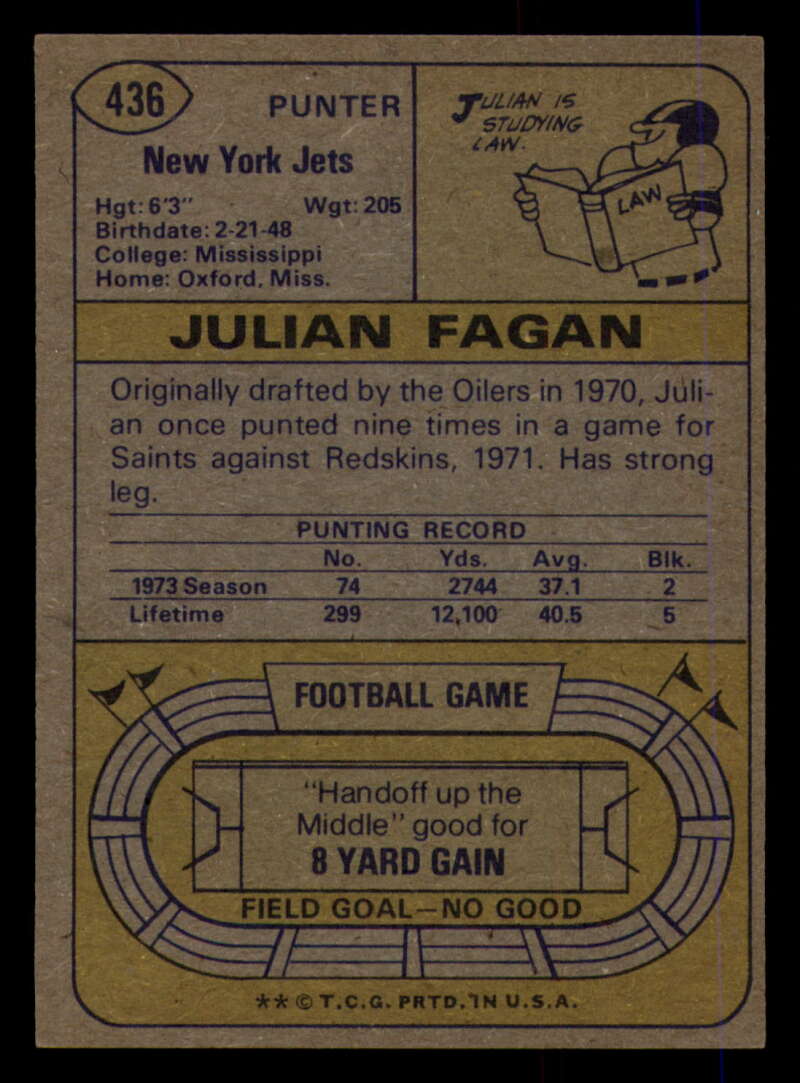 436
PUNTER
New York Jets
Hgt: 6'3" Wgt: 205
Birthdate: 2-21-48
College: Mississippi
Home: Oxford, Miss.
JULIAN IS
STUDYING
LAW.
LAW
JULIAN FAGAN
Originally drafted by the Oilers in 1970, Juli-
an once punted nine times in a game for
Saints against Redskins, 1971. Has strong
leg.
PUNTING RECORD
No. Yds. Avg. Blk.
1973 Season 74 2744 37.1 2
Lifetime 299 12,100 40.5 5
FOOTBALL GAME
"Handoff up the
Middle" good for
8 YARD GAIN
FIELD GOAL—NO GOOD
** © T.C.G. PRTD. IN U.S.A.